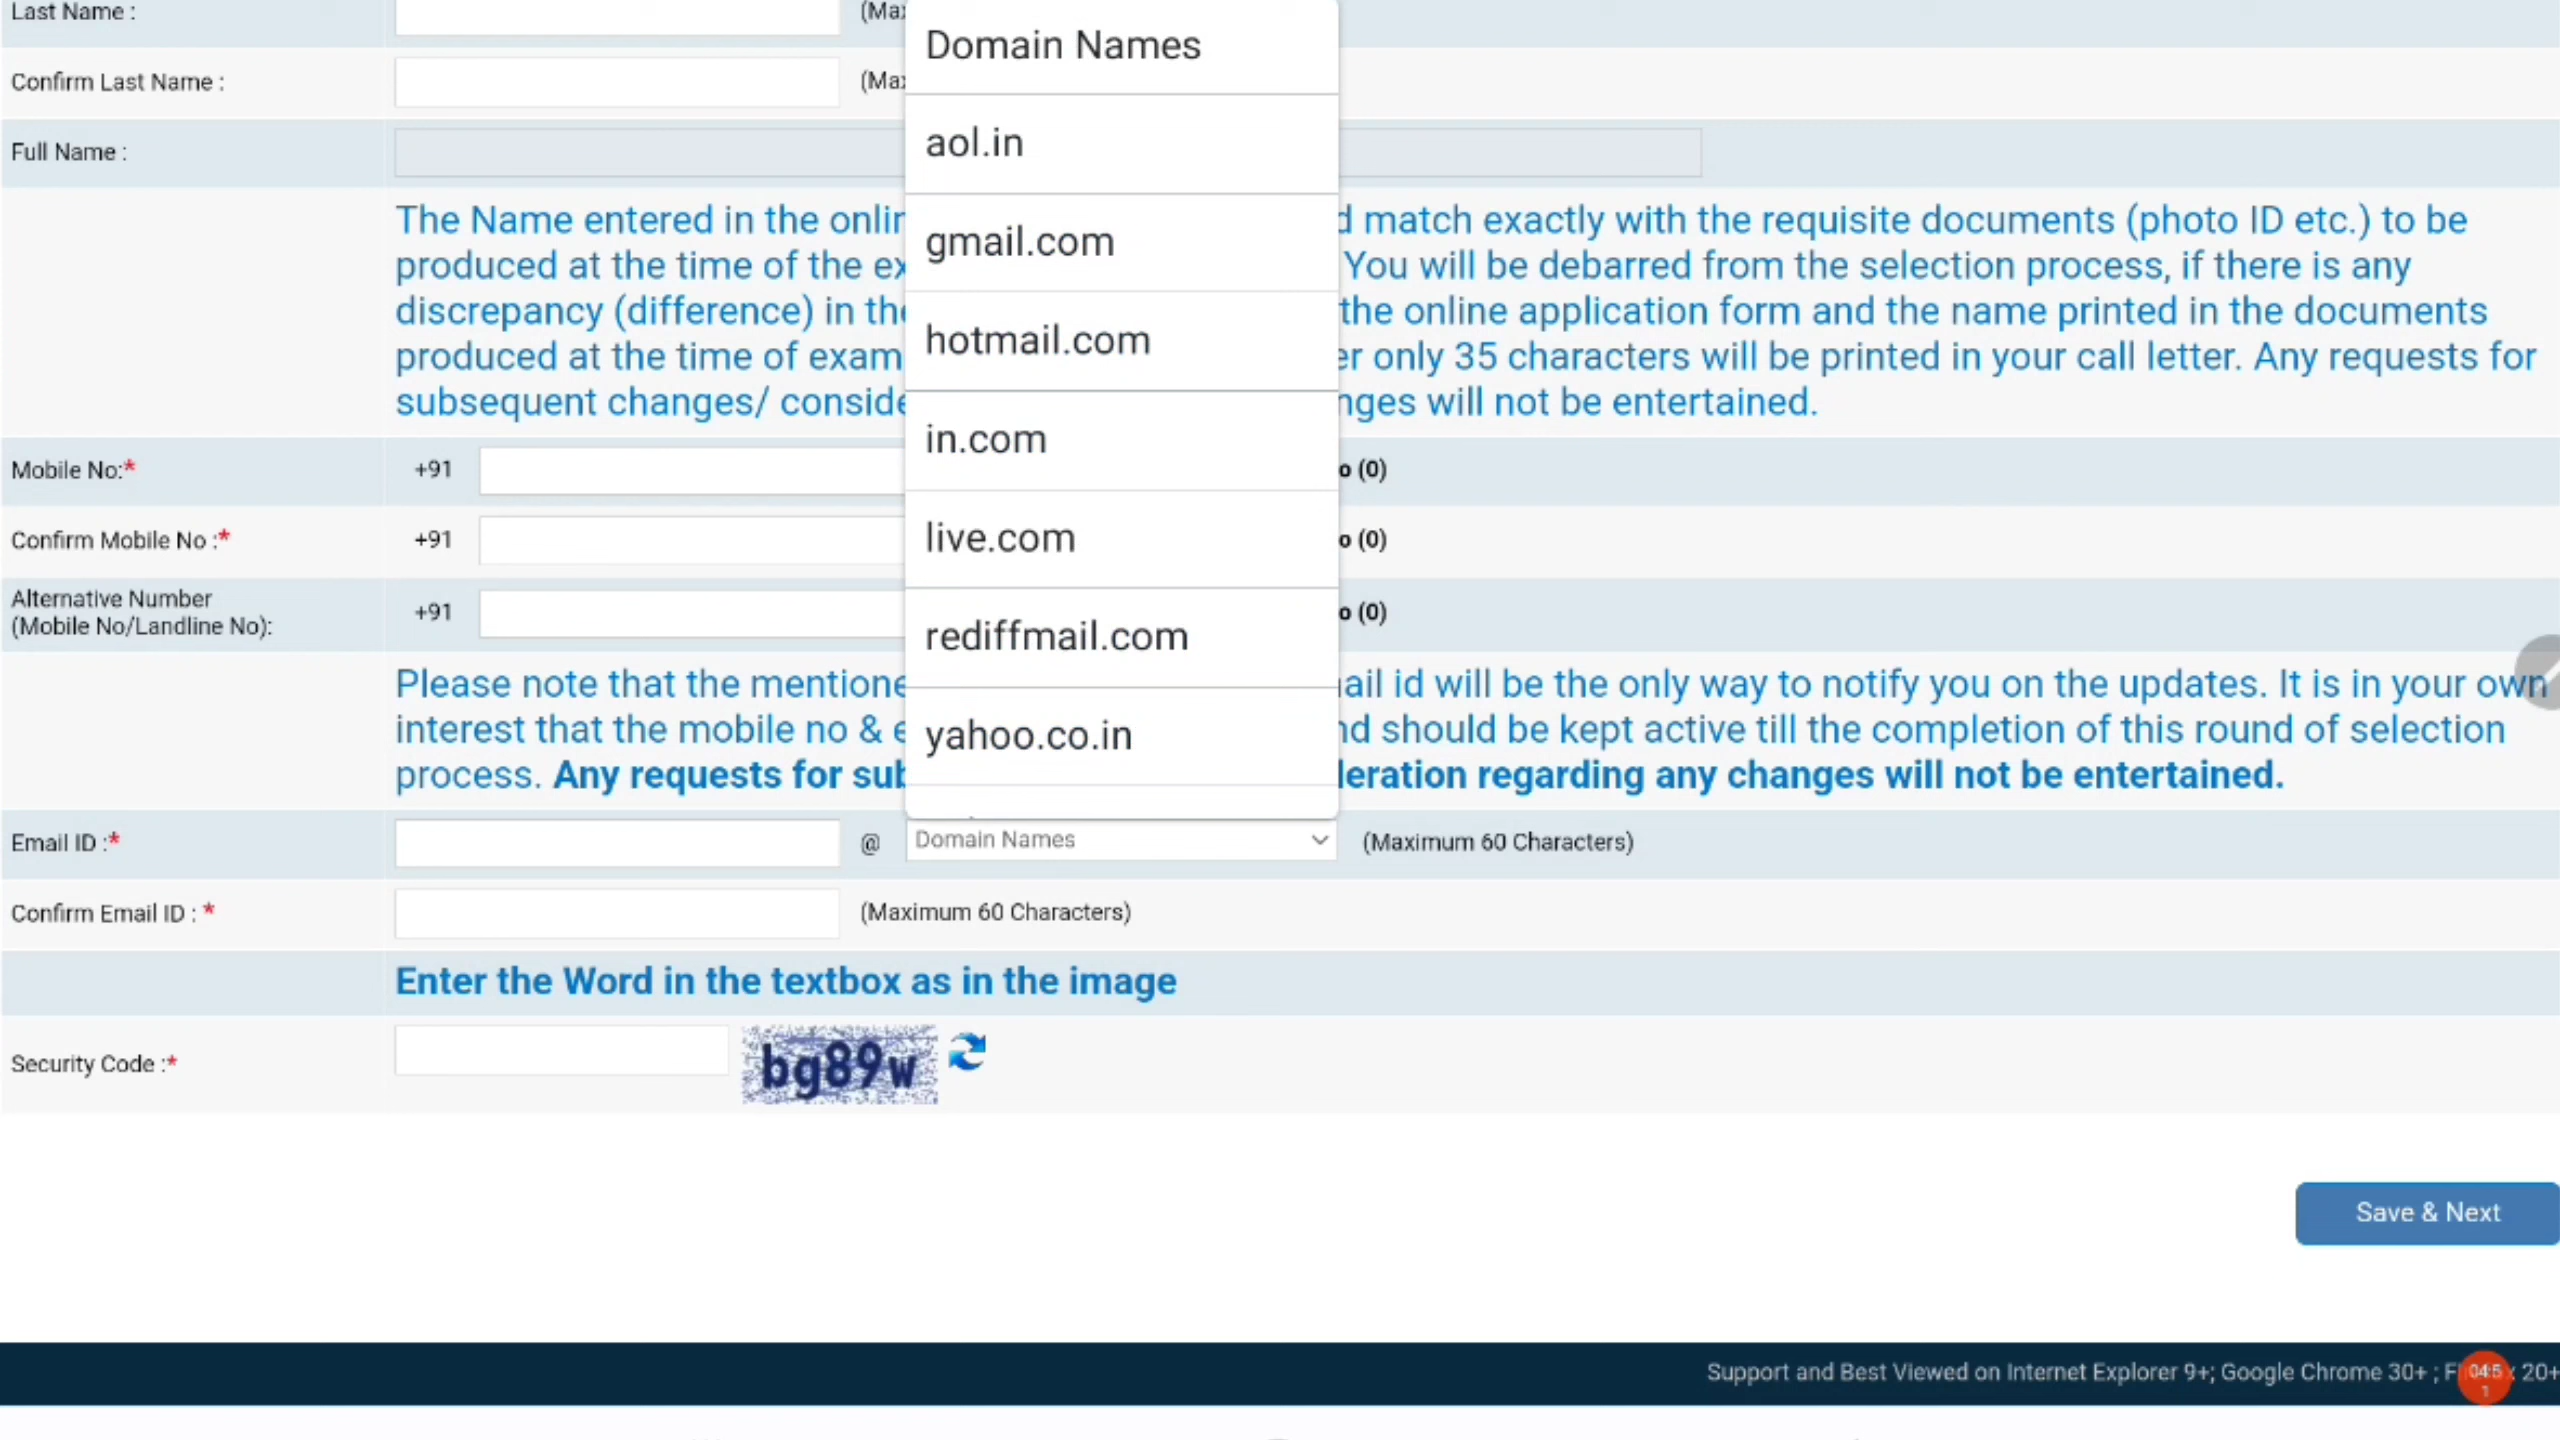 Last Name :
(Max
Confirm Last Name :
(Max
Full Name :
The Name entered in the onlin
d match exactly with the requisite documents (photo ID etc.) to be
produced at the time of the ex
You will be debarred from the selection process, if there is any
discrepancy (difference) in the
the online application form and the name printed in the documents
produced at the time of exam
er only 35 characters will be printed in your call letter. Any requests for
subsequent changes/ conside
nges will not be entertained.
Domain Names
aol.in
gmail.com
hotmail.com
in.com
live.com
rediffmail.com
yahoo.co.in
Mobile No:* +91
o (0)
Confirm Mobile No :* +91
o (0)
Alternative Number
(Mobile No/Landline No): +91
o (0)
Please note that the mentione
ail id will be the only way to notify you on the updates. It is in your own
interest that the mobile no & e
nd should be kept active till the completion of this round of selection
process. Any requests for sub
leration regarding any changes will not be entertained.
Email ID :* @ Domain Names (Maximum 60 Characters)
Confirm Email ID : * (Maximum 60 Characters)
Enter the Word in the textbox as in the image
Security Code :* bg89w
Save & Next
Support and Best Viewed on Internet Explorer 9+; Google Chrome 30+ ; F
20+
04:5
1